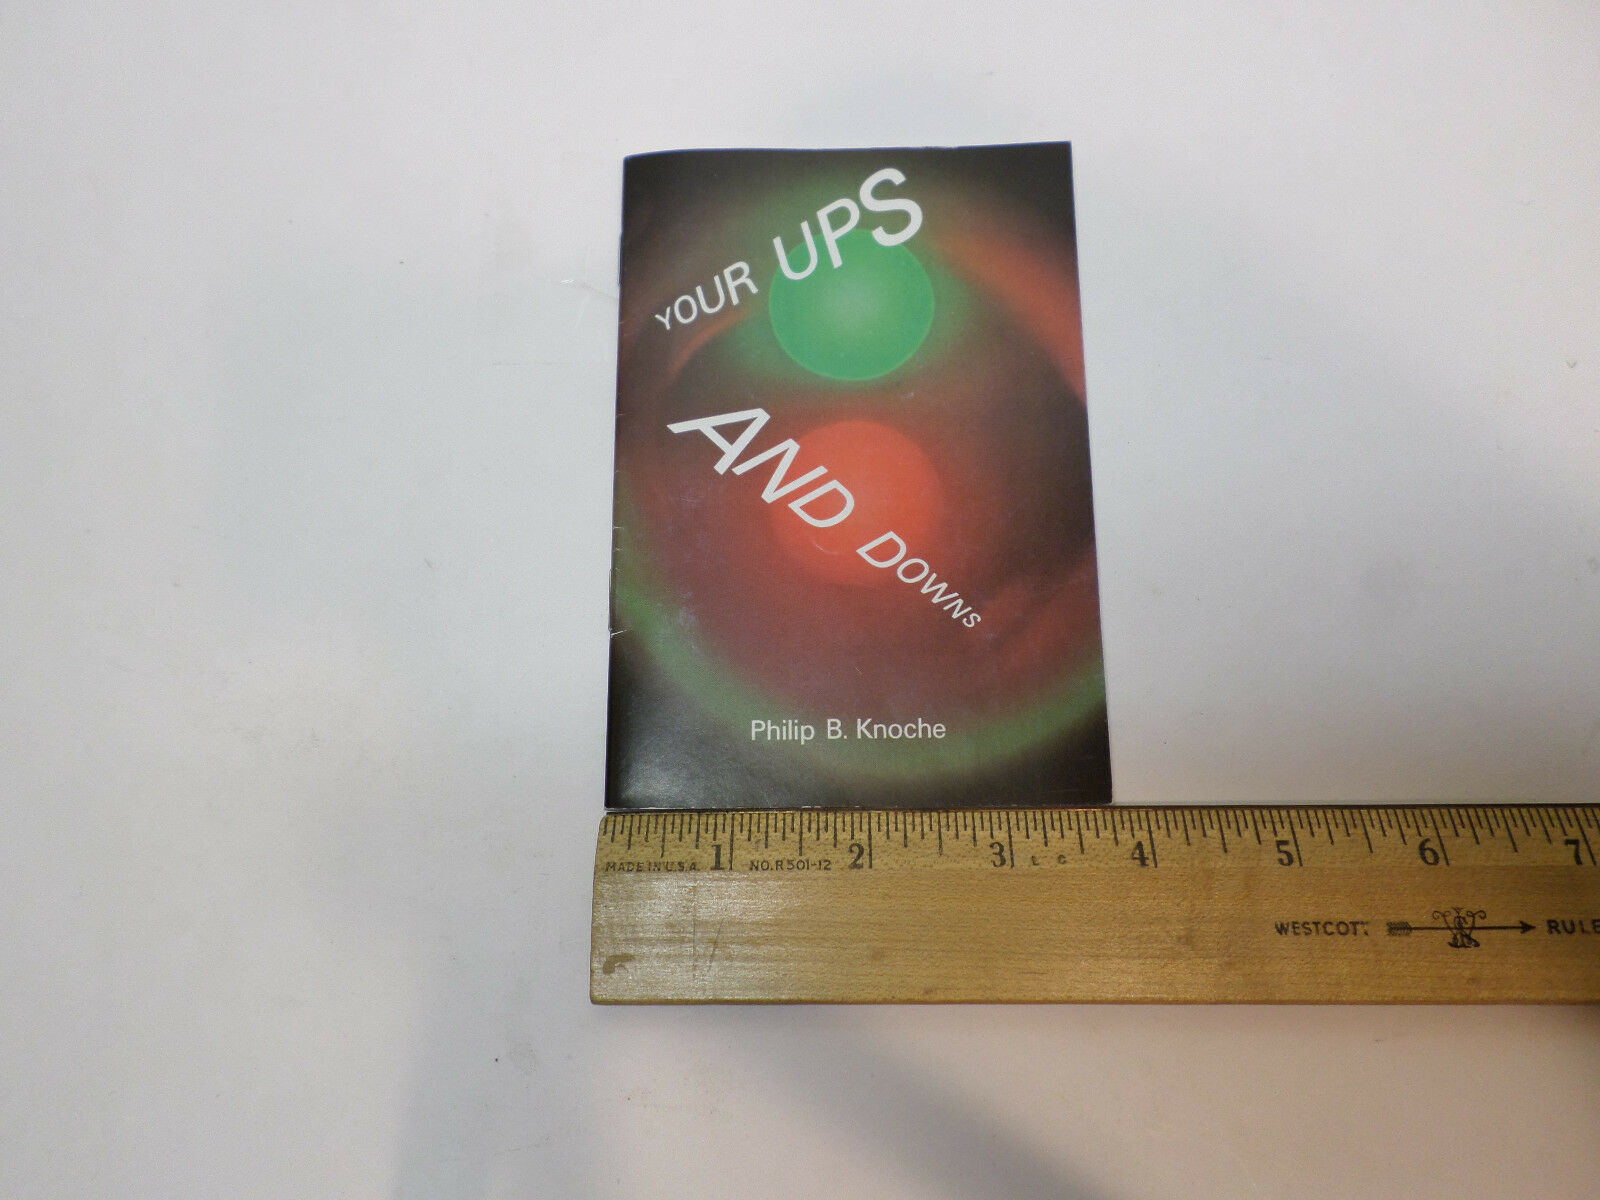 YOUR UPS
AND DOWNS
Philip B. Knoche
1 2 3 4 5 6 7
MADE IN U.S.A. NO. R501-12
WESTCOTT RULE